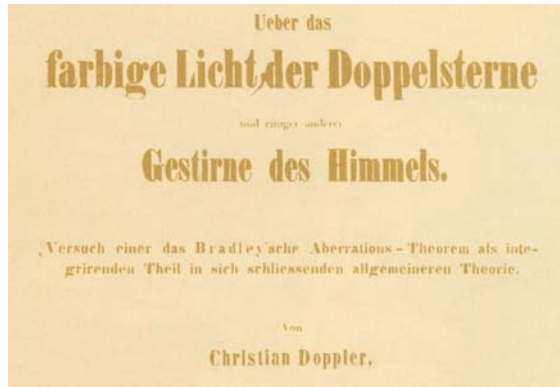 Ueber das
farbige Licht der Doppelsterne
und einiger anderer
Gestirne des Himmels.
Versuch einer das Bradley'sche Aberrations-Theorem als inte-
grirenden Theil in sich schliessenden allgemeineren Theorie.
Von
Christian Doppler.